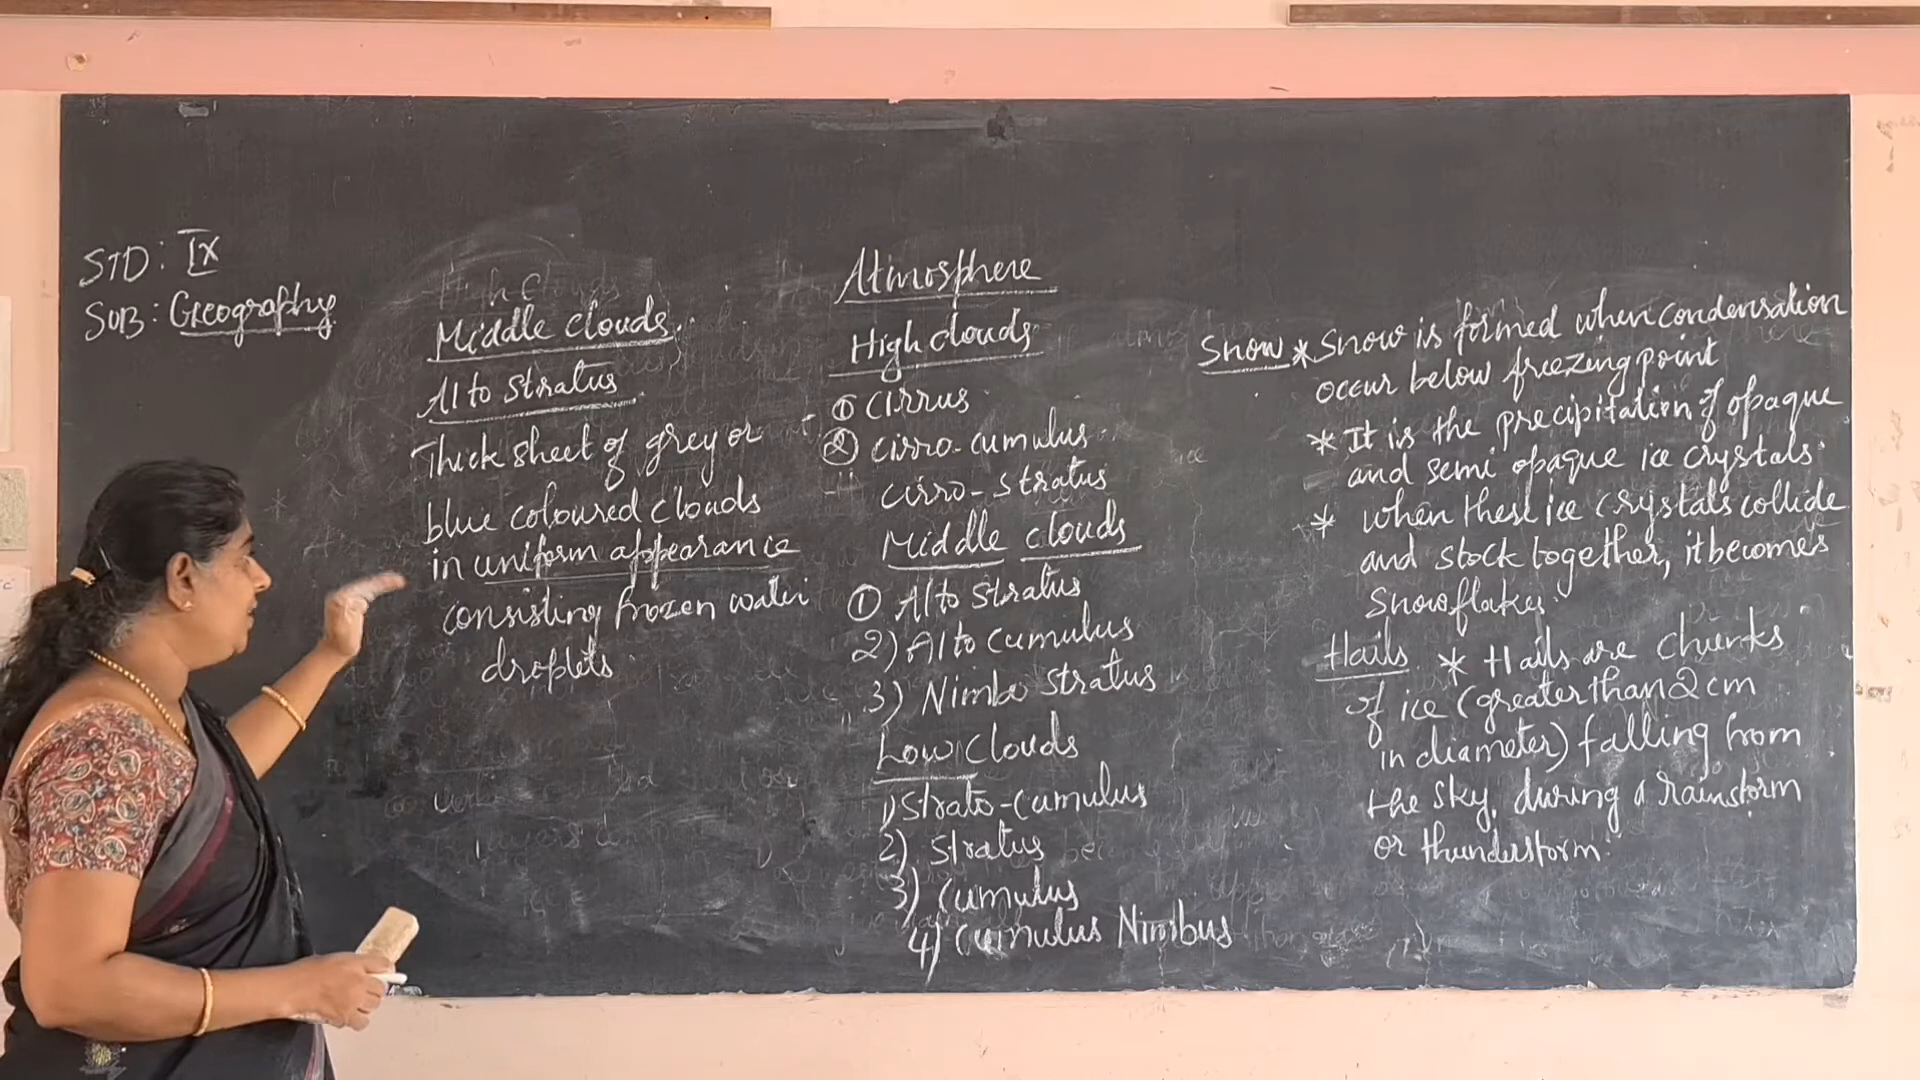 STD: IX
SUB: Geography
Middle clouds.
Alto Stratus
Thick sheet of grey or
blue coloured clouds
in uniform appearance
consisting frozen water
droplets
Atmosphere
High clouds
① Cirrus
② Cirro-cumulus
Cirro-stratus
Middle clouds
① Alto Stratus
2) Alto Cumulus
3) Nimbo Stratus
Low Clouds
1) Strato-Cumulus
2) Stratus
3) Cumulus
4) Cumulus Nimbus
Snow * Snow is formed when condensation
occur below freezing point
* It is the precipitation of opaque
and semi opaque ice crystals.
* when these ice crystals collide
and stock together, it becomes
Snowflakes.
Hails * Hails are chunks
of ice (greater than 2 cm
in diameter) falling from
the sky, during a rainstorm
or thunderstorm.